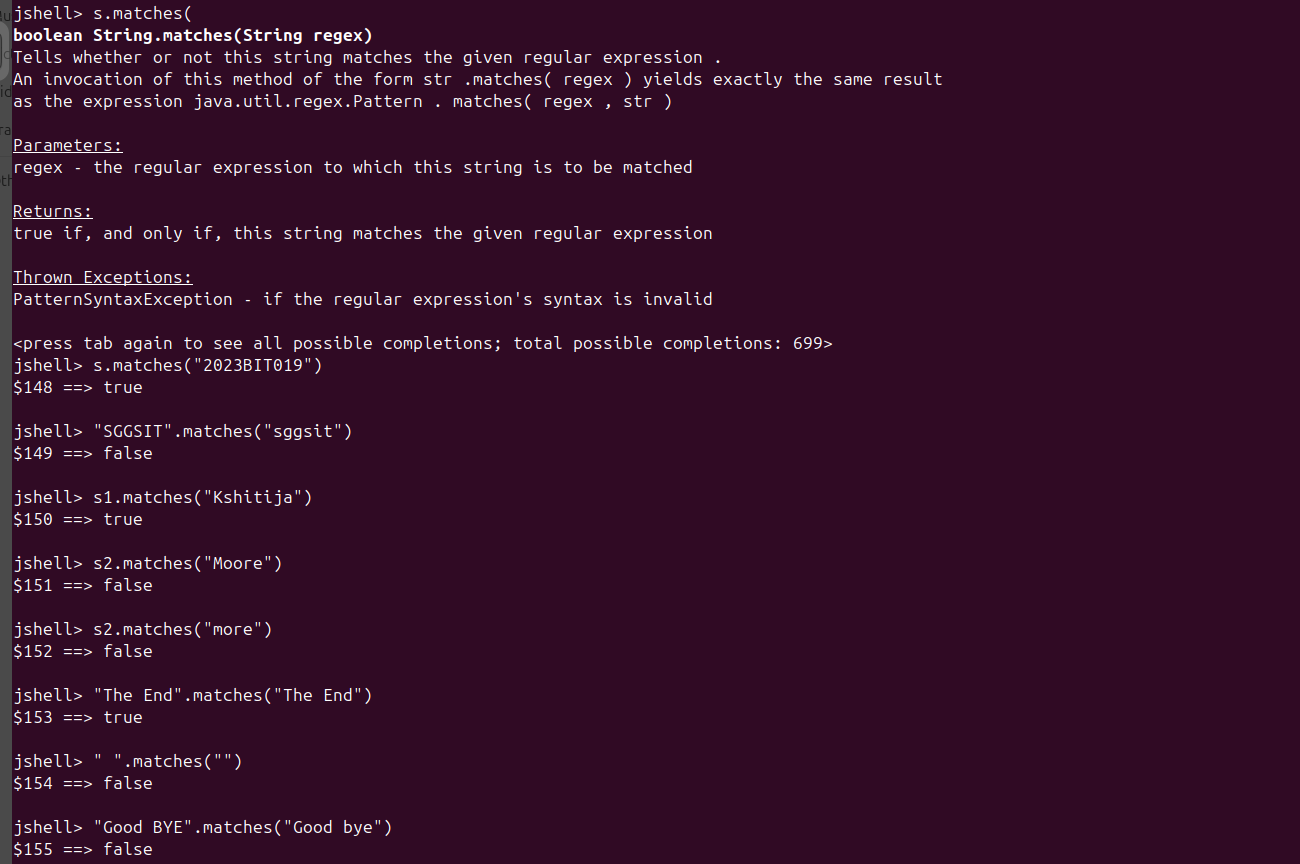 jshell> s.matches(
boolean String.matches(String regex)
Tells whether or not this string matches the given regular expression .
An invocation of this method of the form str .matches( regex ) yields exactly the same result
as the expression java.util.regex.Pattern . matches( regex , str )
Parameters:
regex - the regular expression to which this string is to be matched
Returns:
true if, and only if, this string matches the given regular expression
Thrown Exceptions:
PatternSyntaxException - if the regular expression's syntax is invalid
<press tab again to see all possible completions; total possible completions: 699>
jshell> s.matches("2023BIT019")
$148 ==> true
jshell> "SGGSIT".matches("sggsit")
$149 ==> false
jshell> s1.matches("Kshitija")
$150 ==> true
jshell> s2.matches("Moore")
$151 ==> false
jshell> s2.matches("more")
$152 ==> false
jshell> "The End".matches("The End")
$153 ==> true
jshell> " ".matches("")
$154 ==> false
jshell> "Good BYE".matches("Good bye")
$155 ==> false